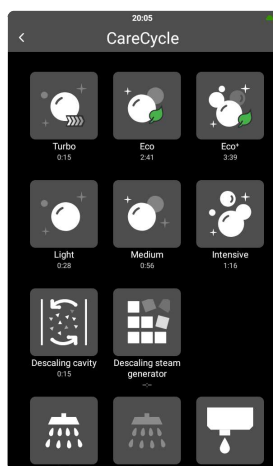 20:05
CareCycle
Turbo
0:15
Eco
2:41
Eco+
3:39
Light
0:28
Medium
0:56
Intensive
1:16
Descaling cavity
0:15
Descaling steam
generator
--:--